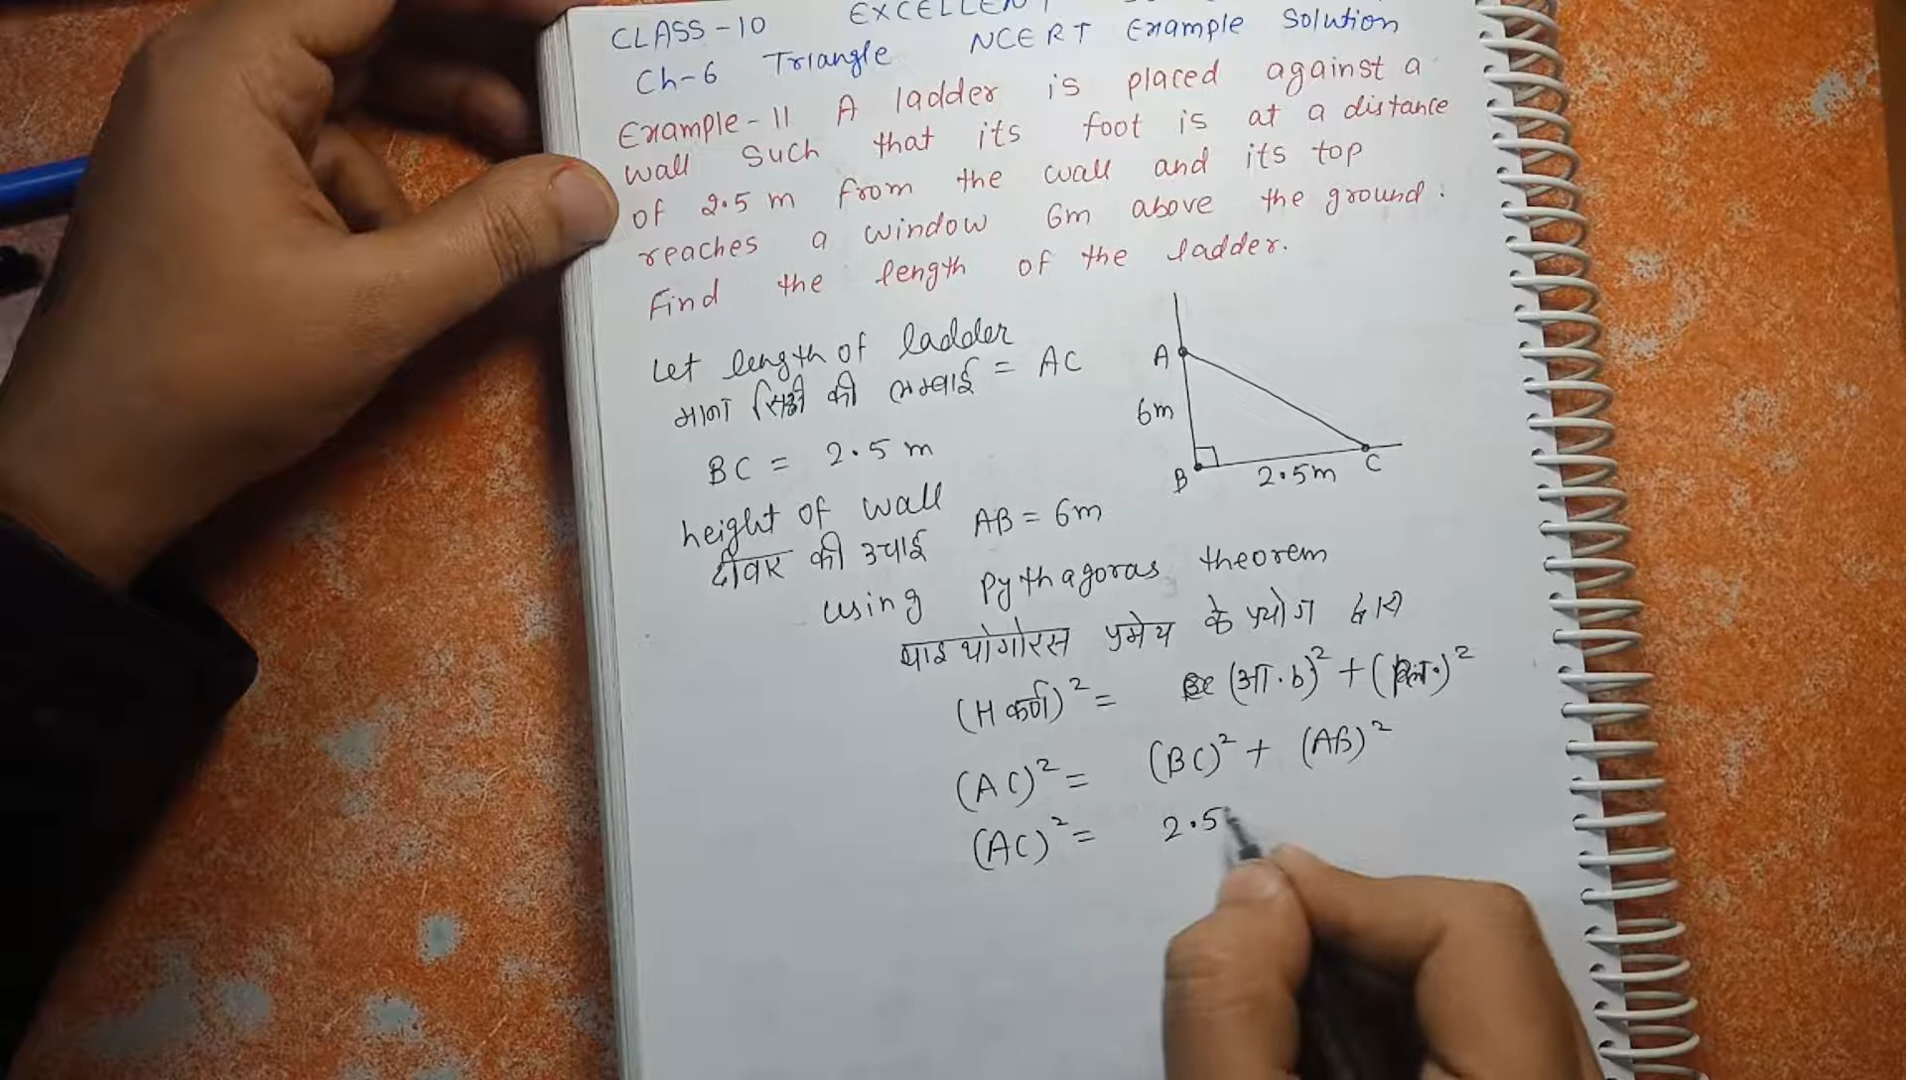 CLASS-10 EXCELLENT
Ch-6 Triangle NCERT Example Solution
Example-11 A ladder is placed against a
wall such that its foot is at a distance
of 2.5 m from the wall and its top
reaches a window 6m above the ground.
Find the length of the ladder.
Let length of ladder
माना सिढी की लम्बाई = AC
BC = 2.5 m
height of wall
दीवार की उचाई AB = 6m
A
6m
B
2.5m
C
using Pythagoras theorem
पाइथोगोरस प्रमेय के प्रयोग द्वारा
(H कर्ण)² = (आ.b)² + ( )²
(AC)² = (BC)² + (AB)²
(AC)² = 2.5